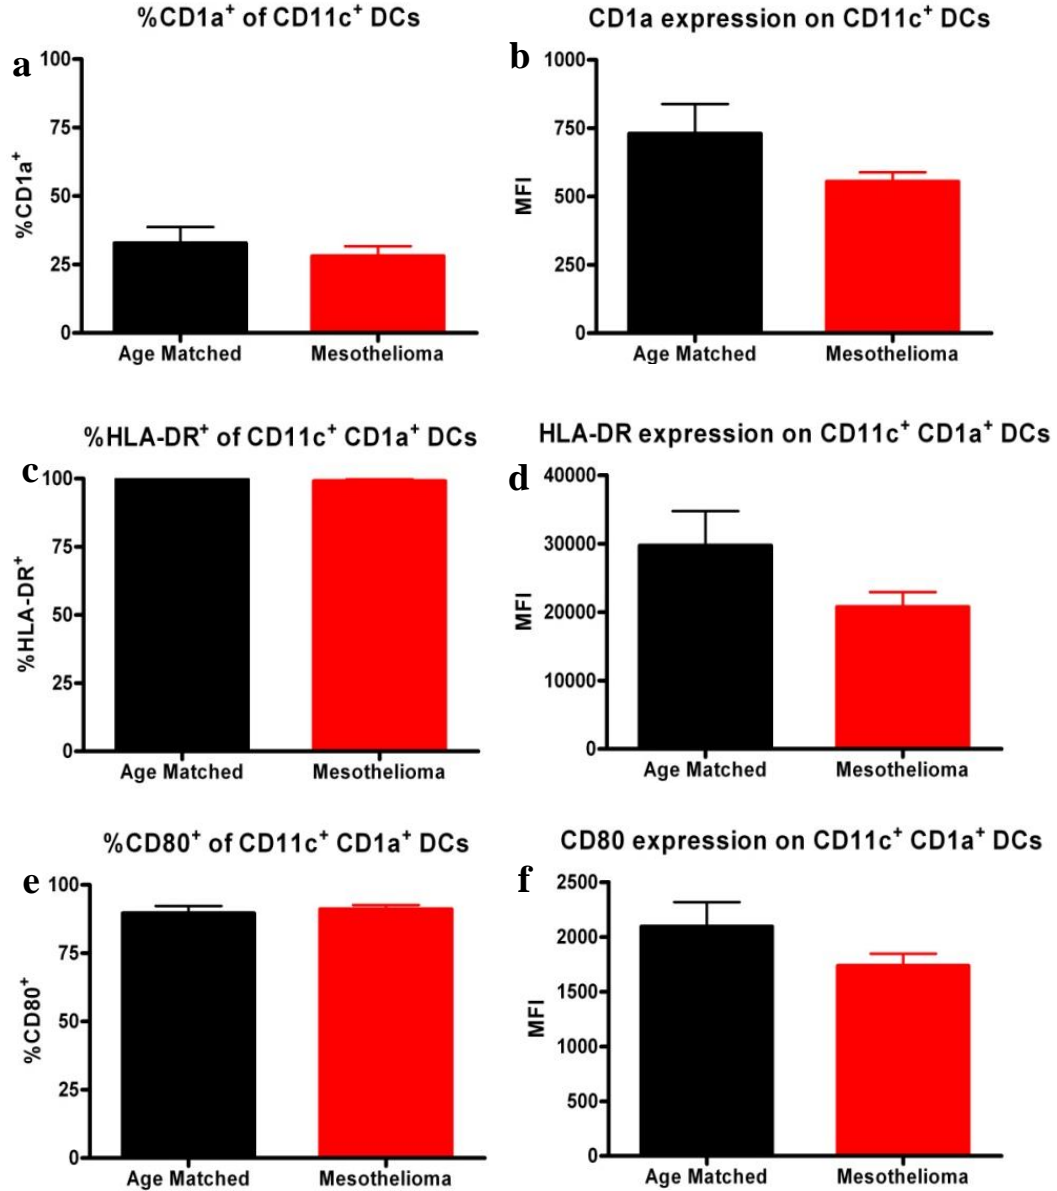 %CD1a⁺ of CD11c⁺ DCs
a
100
75
50
25
0
%CD1a⁺
Age Matched Mesothelioma
CD1a expression on CD11c⁺ DCs
b
1000
750
500
250
0
MFI
Age Matched Mesothelioma
%HLA-DR⁺ of CD11c⁺ CD1a⁺ DCs
c
100
75
50
25
0
%HLA-DR⁺
Age Matched Mesothelioma
HLA-DR expression on CD11c⁺ CD1a⁺ DCs
d
40000
30000
20000
10000
0
MFI
Age Matched Mesothelioma
%CD80⁺ of CD11c⁺ CD1a⁺ DCs
e
100
75
50
25
0
%CD80⁺
Age Matched Mesothelioma
CD80 expression on CD11c⁺ CD1a⁺ DCs
f
2500
2000
1500
1000
500
0
MFI
Age Matched Mesothelioma